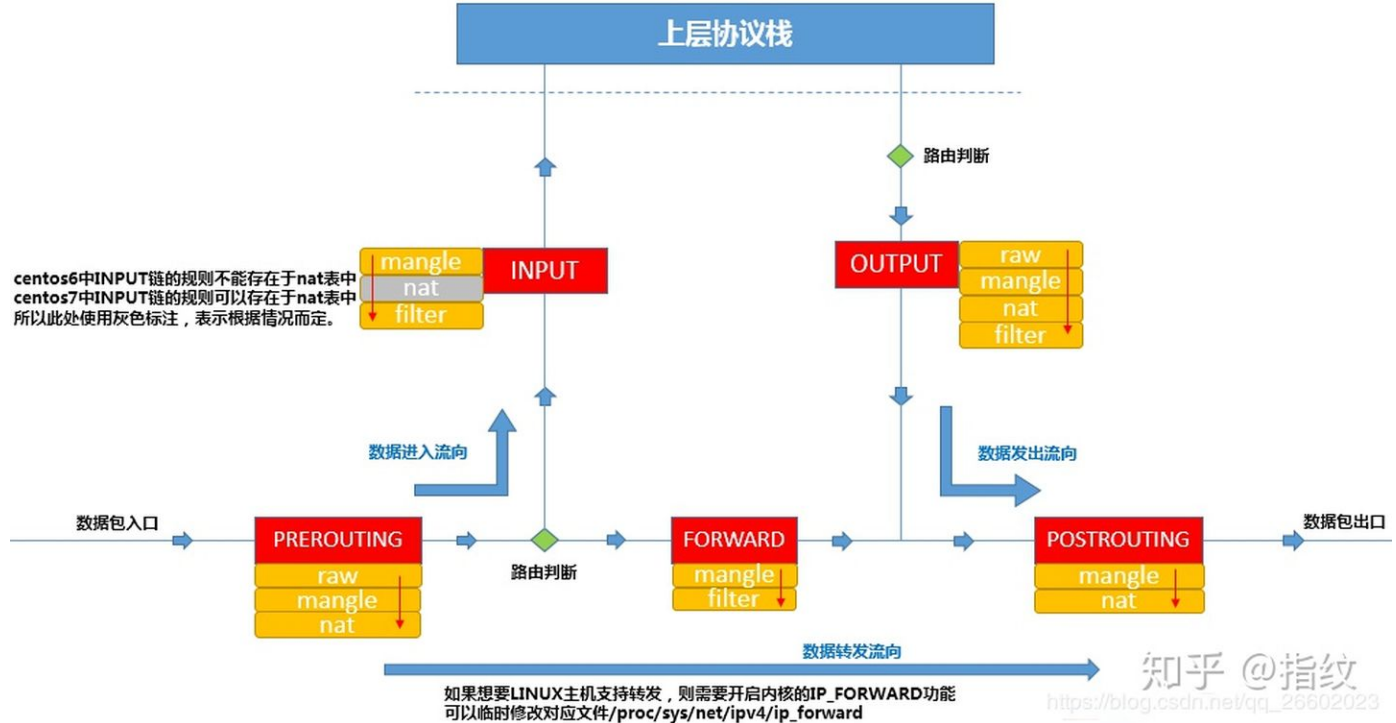 上层协议栈
路由判断
mangle
nat
filter
INPUT
OUTPUT
raw
mangle
nat
filter
centos6中INPUT链的规则不能存在于nat表中
centos7中INPUT链的规则可以存在于nat表中
所以此处使用灰色标注，表示根据情况而定。
数据进入流向
数据发出流向
数据包入口
PREROUTING
raw
mangle
nat
路由判断
FORWARD
mangle
filter
POSTROUTING
mangle
nat
数据包出口
数据转发流向
如果想要LINUX主机支持转发，则需要开启内核的IP_FORWARD功能
可以临时修改对应文件/proc/sys/net/ipv4/ip_forward
知乎 @指纹
https://blog.csdn.net/qq_26602023